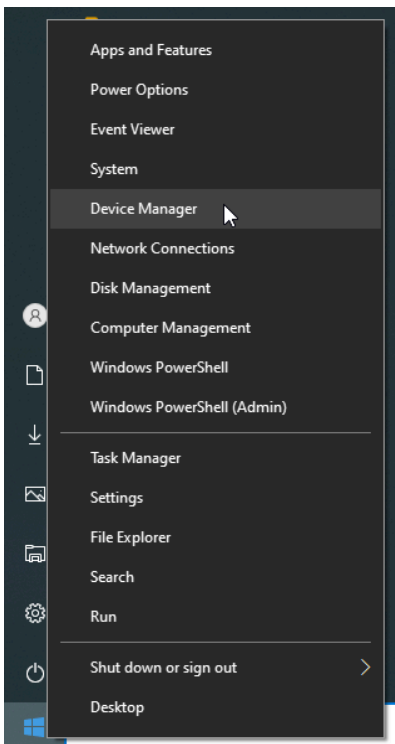 Apps and Features
Power Options
Event Viewer
System
Device Manager
Network Connections
Disk Management
Computer Management
Windows PowerShell
Windows PowerShell (Admin)
Task Manager
Settings
File Explorer
Search
Run
Shut down or sign out
Desktop